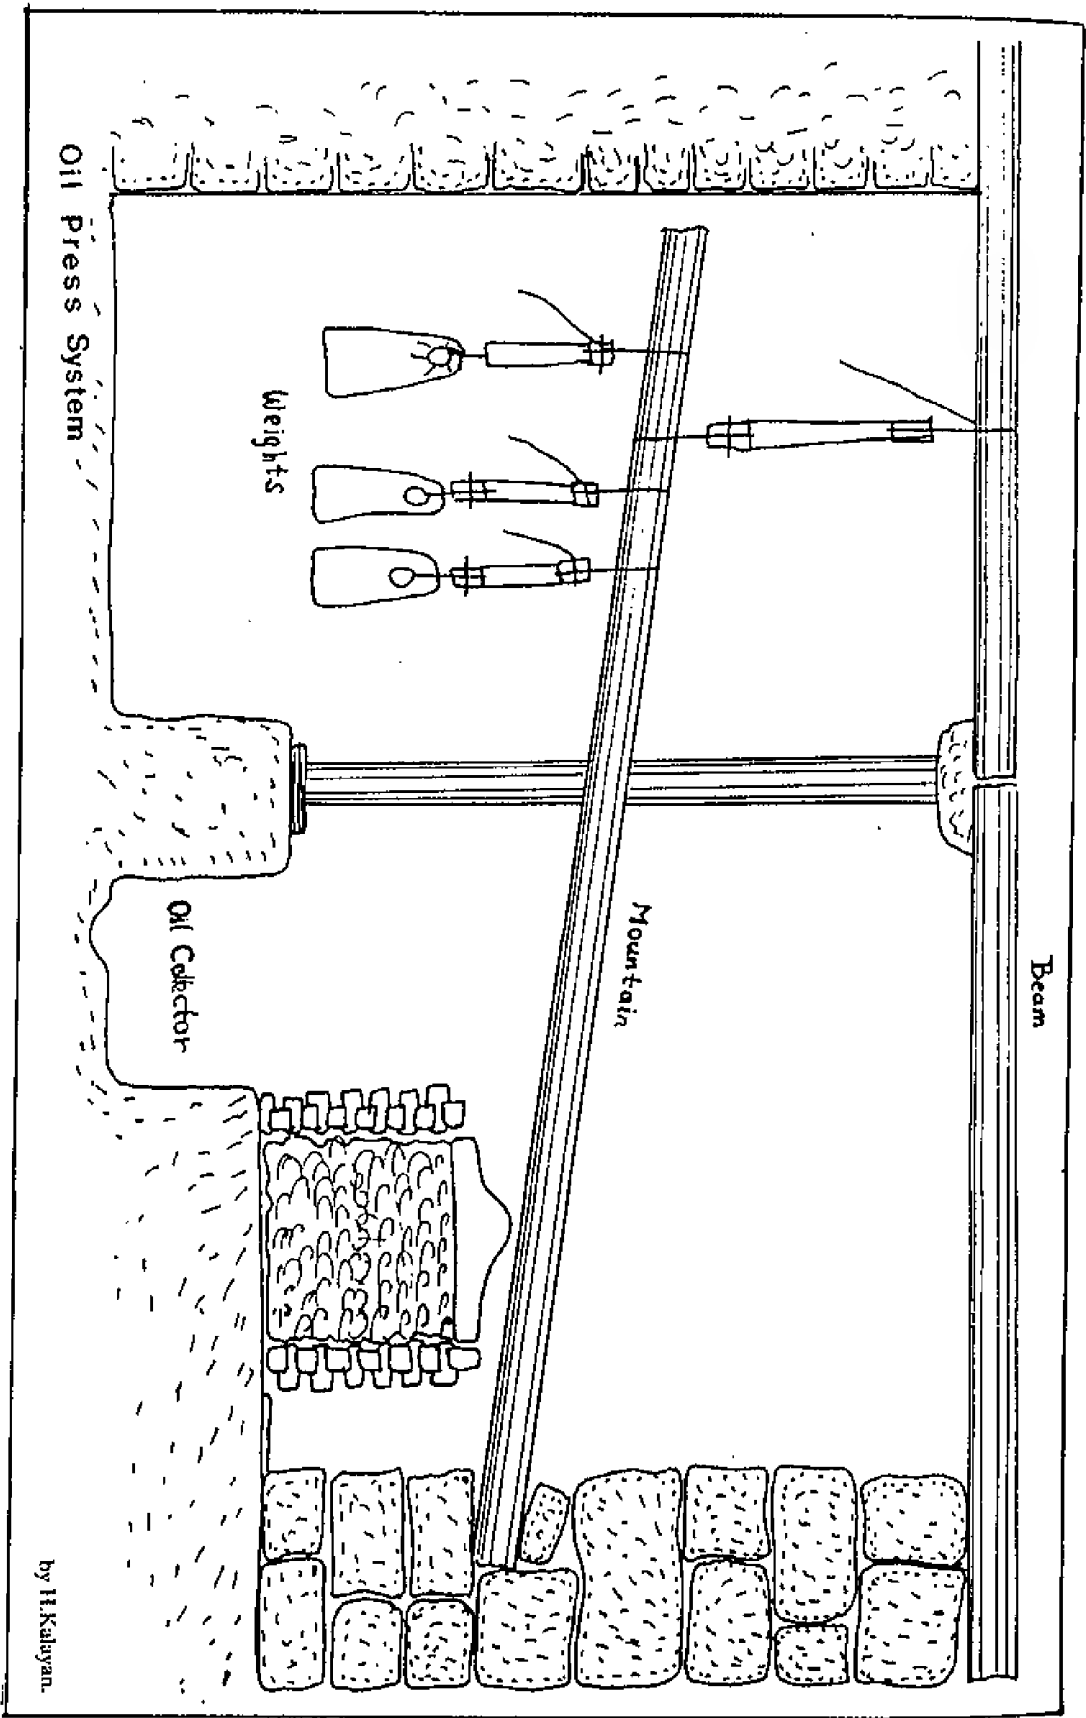 Beam
Mountain
Weights
Oil Collector
Oil Press System
by H.Kalayan.